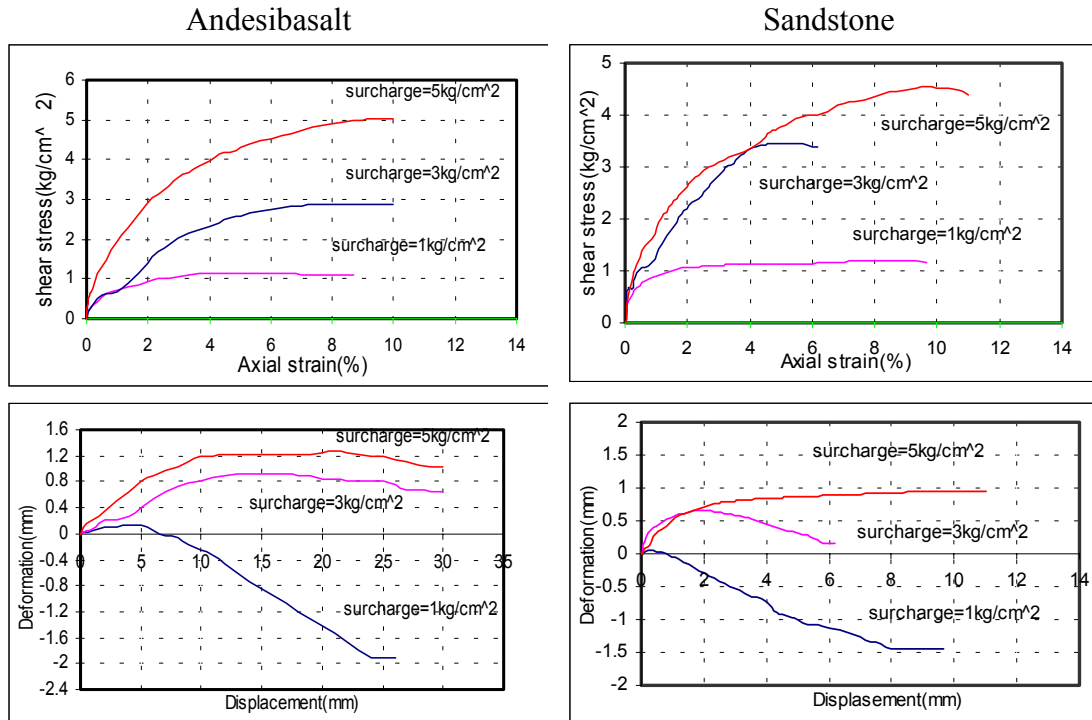 Andesibasalt
Sandstone
6
5
4
3
2
1
0
shear stress(kg/cm^ 2)
surcharge=5kg/cm^2
surcharge=3kg/cm^2
surcharge=1kg/cm^2
0 2 4 6 8 10 12 14
Axial strain(%)
5
4
3
2
1
0
shear stress(kg/cm^2)
surcharge=5kg/cm^2
surcharge=3kg/cm^2
surcharge=1kg/cm^2
0 2 4 6 8 10 12 14
Axial strain(%)
1.6
1.2
0.8
0.4
0
-0.4
-0.8
-1.2
-1.6
-2
-2.4
Deformation(mm)
surcharge=5kg/cm^2
surcharge=3kg/cm^2
0 5 10 15 20 25 30 35
surcharge=1kg/cm^2
Displacement(mm)
2
1.5
1
0.5
0
-0.5
-1
-1.5
-2
Deformation(mm)
surcharge=5kg/cm^2
surcharge=3kg/cm^2
0 2 4 6 8 10 12 14
surcharge=1kg/cm^2
Displasement(mm)